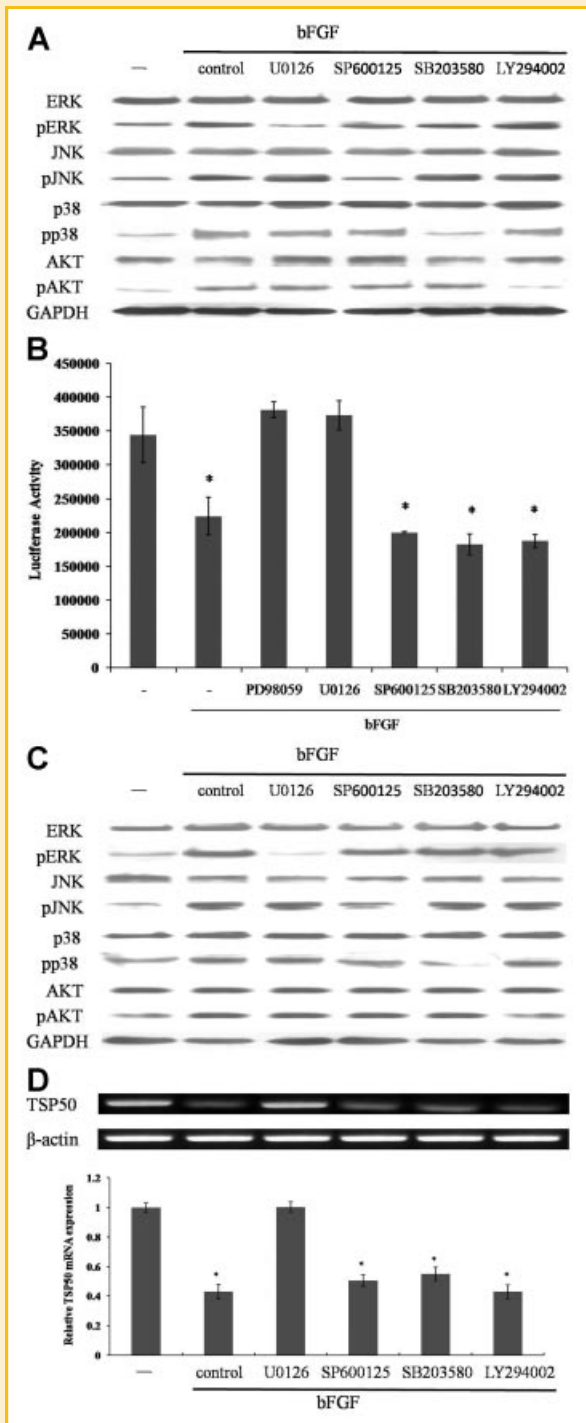 A
bFGF
— control U0126 SP600125 SB203580 LY294002
ERK
pERK
JNK
pJNK
p38
pp38
AKT
pAKT
GAPDH
B
450000
400000
350000
300000
250000
200000
150000
100000
50000
0
Luciferase Activity
*
*
*
*
- - PD98059 U0126 SP600125 SB203580 LY294002
bFGF
C
bFGF
— control U0126 SP600125 SB203580 LY294002
ERK
pERK
JNK
pJNK
p38
pp38
AKT
pAKT
GAPDH
D
TSP50
β-actin
1.2
1
0.8
0.6
0.4
0.2
0
Relative TSP50 mRNA expression
*
*
*
*
— control U0126 SP600125 SB203580 LY294002
bFGF